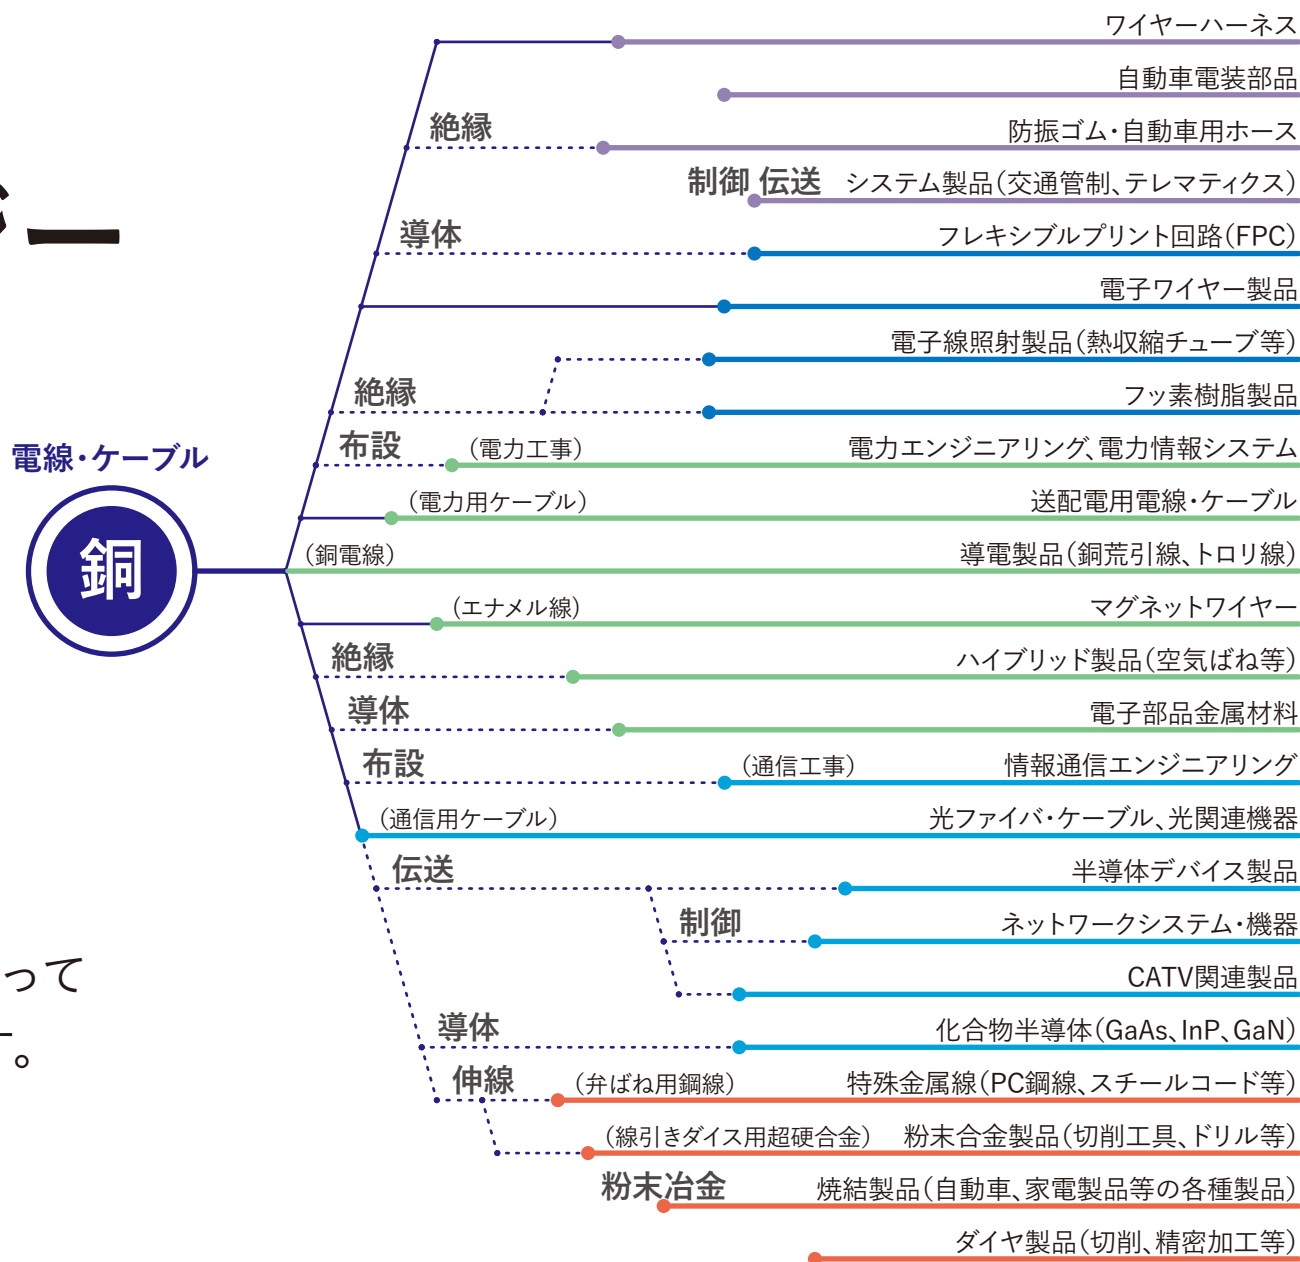 ワイヤーハーネス
自動車電装部品
絶縁
防振ゴム・自動車用ホース
制御 伝送 システム製品(交通管制、テレマティクス)
ー
導体
フレキシブルプリント回路(FPC)
電子ワイヤー製品
電子線照射製品(熱収縮チューブ等)
絶縁
フッ素樹脂製品
布設 (電力工事) 電力エンジニアリング、電力情報システム
電線・ケーブル
(電力用ケーブル) 送配電用電線・ケーブル
銅
(銅電線) 導電製品(銅荒引線、トロリ線)
(エナメル線) マグネットワイヤー
絶縁 ハイブリッド製品(空気ばね等)
導体 電子部品金属材料
布設 (通信工事) 情報通信エンジニアリング
(通信用ケーブル) 光ファイバ・ケーブル、光関連機器
伝送 半導体デバイス製品
制御 ネットワークシステム・機器
って
CATV関連製品
導体 化合物半導体(GaAs、InP、GaN)
。
伸線 (弁ばね用鋼線) 特殊金属線(PC鋼線、スチールコード等)
(線引きダイス用超硬合金) 粉末合金製品(切削工具、ドリル等)
粉末冶金 焼結製品(自動車、家電製品等の各種製品)
ダイヤ製品(切削、精密加工等)